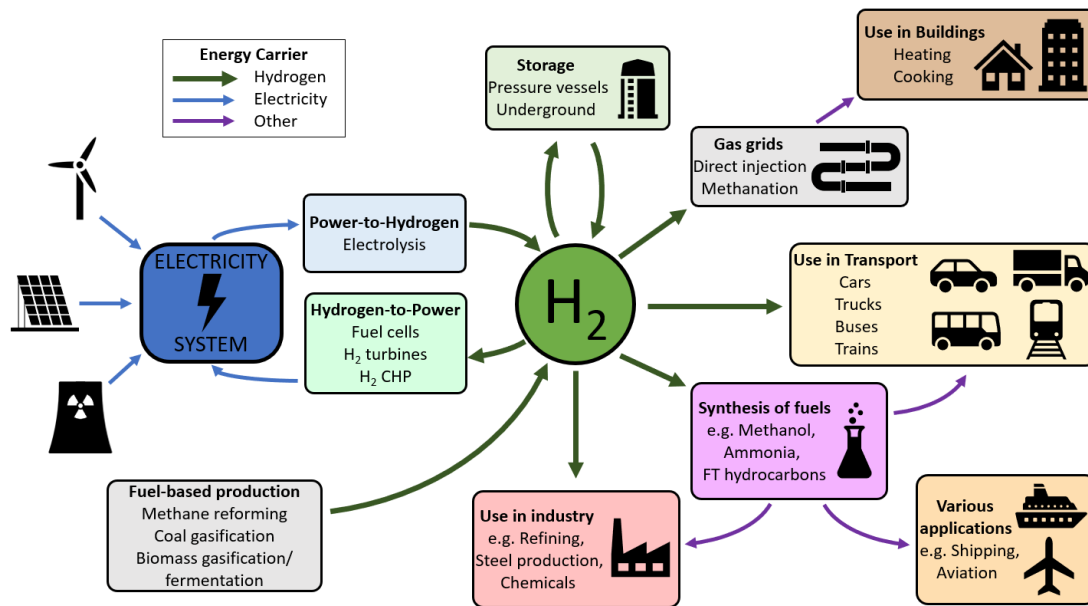 Energy Carrier
Hydrogen
Electricity
Other
Storage
Pressure vessels
Underground
Use in Buildings
Heating
Cooking
Gas grids
Direct injection
Methanation
Power-to-Hydrogen
Electrolysis
ELECTRICITY
SYSTEM
Hydrogen-to-Power
Fuel cells
H₂ turbines
H₂ CHP
H₂
Use in Transport
Cars
Trucks
Buses
Trains
Synthesis of fuels
e.g. Methanol,
Ammonia,
FT hydrocarbons
Fuel-based production
Methane reforming
Coal gasification
Biomass gasification/
fermentation
Use in industry
e.g. Refining,
Steel production,
Chemicals
Various
applications
e.g. Shipping,
Aviation